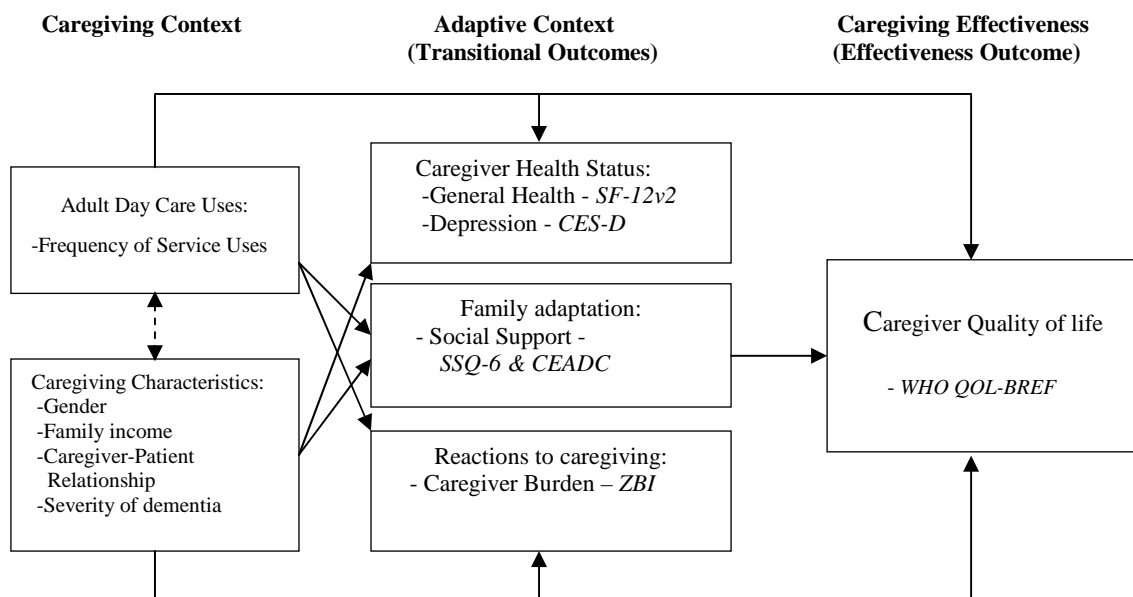 Caregiving Context
Adaptive Context
(Transitional Outcomes)
Caregiving Effectiveness
(Effectiveness Outcome)
Adult Day Care Uses:
-Frequency of Service Uses
Caregiving Characteristics:
-Gender
-Family income
-Caregiver-Patient
Relationship
-Severity of dementia
Caregiver Health Status:
-General Health - SF-12v2
-Depression - CES-D
Family adaptation:
- Social Support -
SSQ-6 & CEADC
Reactions to caregiving:
- Caregiver Burden – ZBI
Caregiver Quality of life
- WHO QOL-BREF